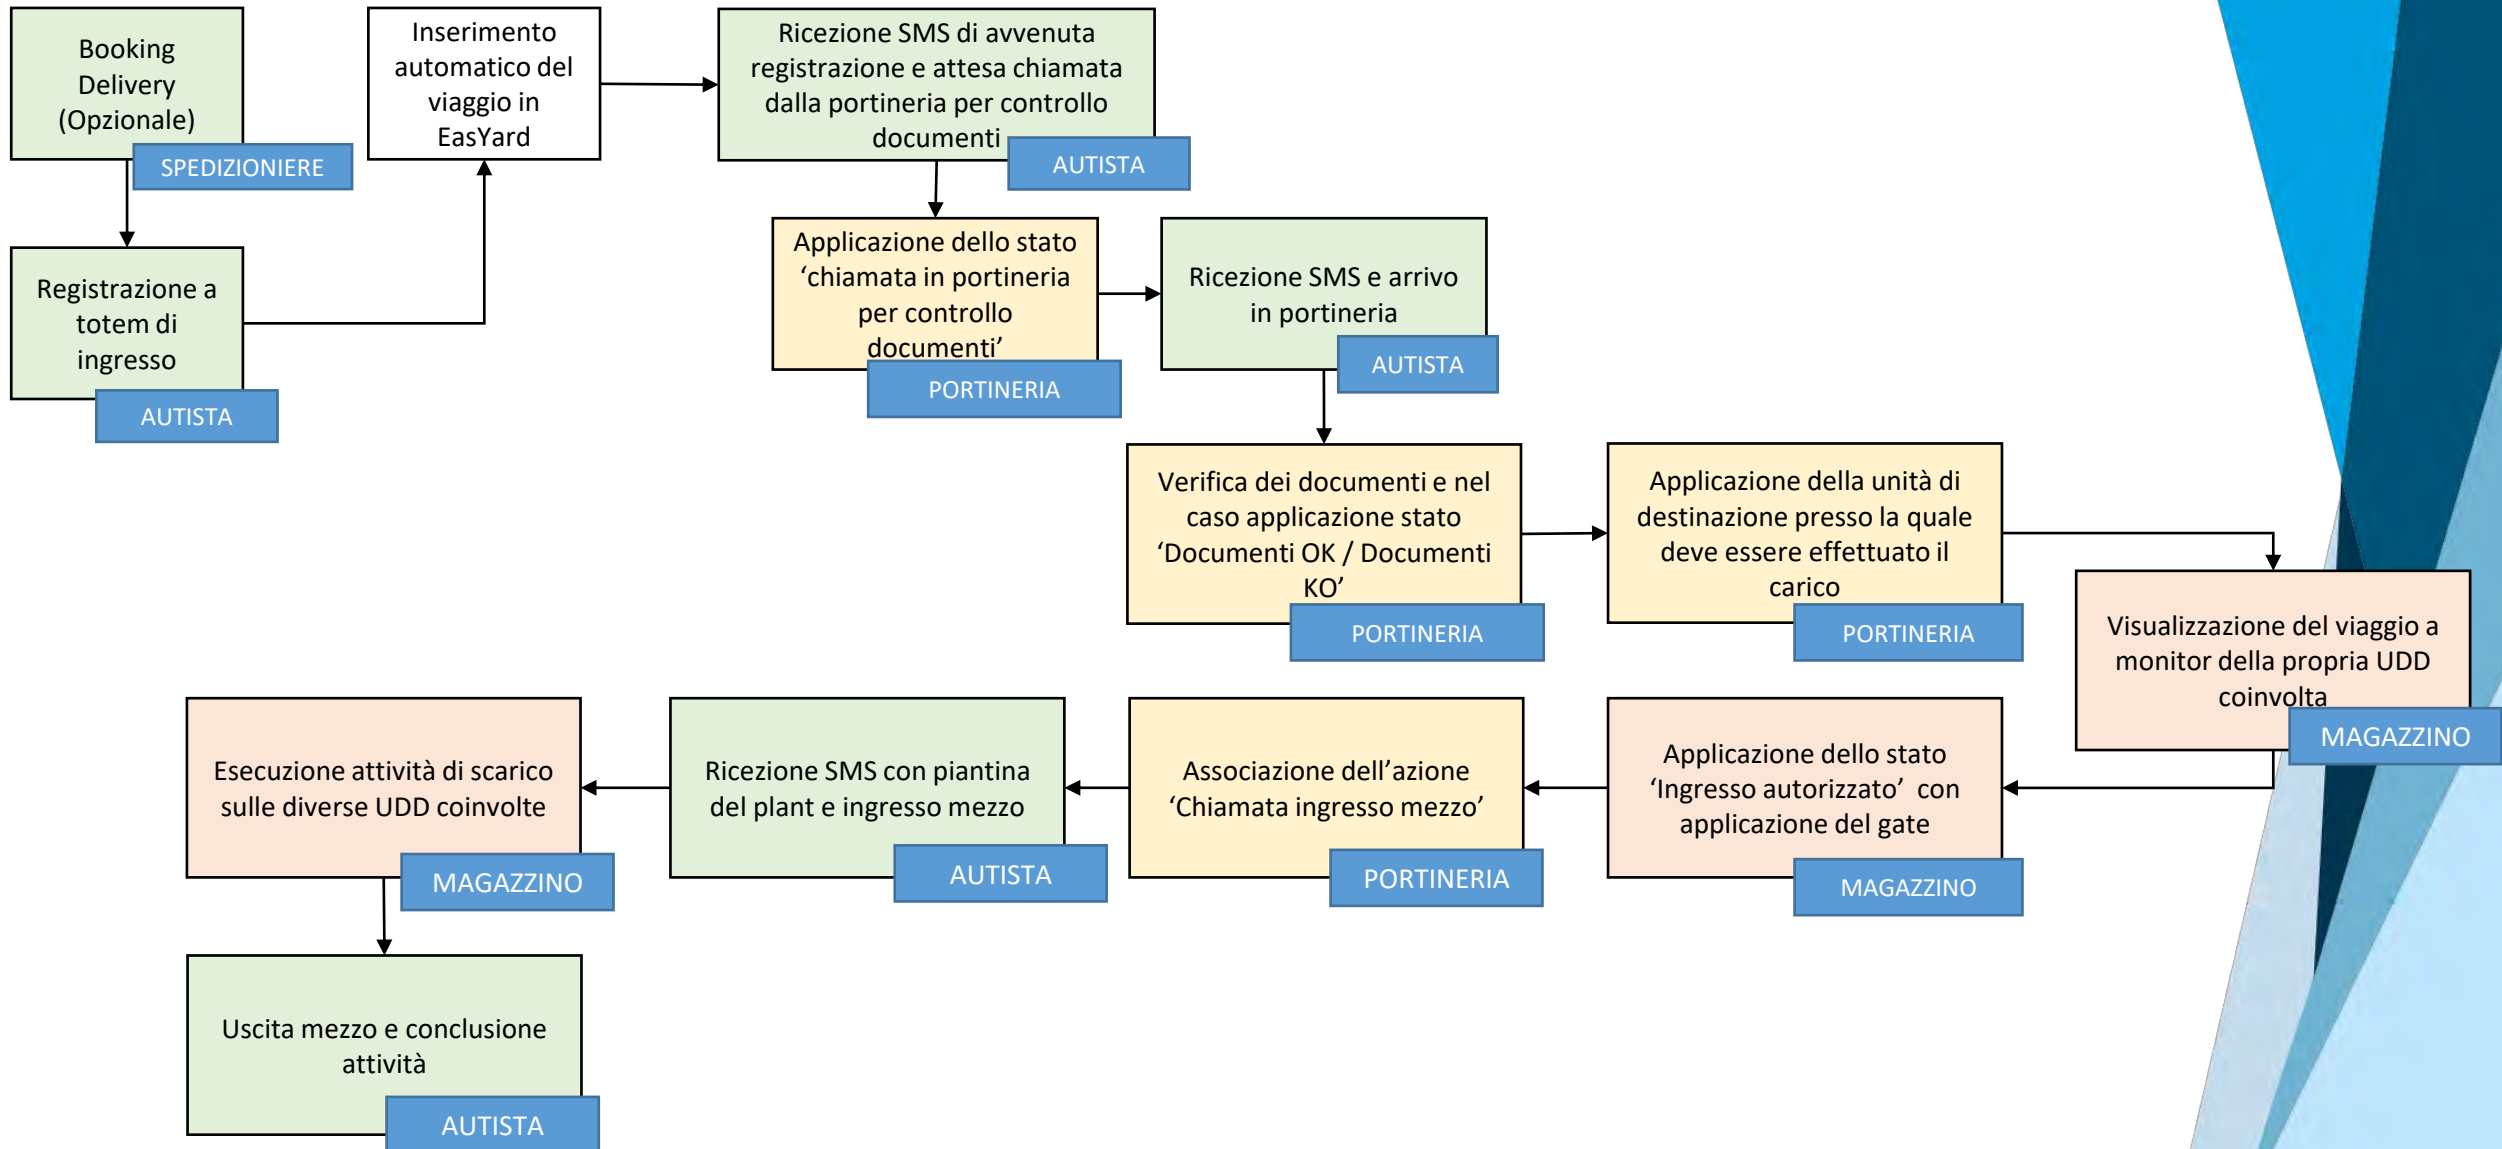 Booking
Delivery
(Opzionale)
SPEDIZIONIERE
Registrazione a
totem di
ingresso
AUTISTA
Inserimento
automatico del
viaggio in
EasYard
Ricezione SMS di avvenuta
registrazione e attesa chiamata
dalla portineria per controllo
documenti
AUTISTA
Applicazione dello stato
‘chiamata in portineria
per controllo
documenti’
PORTINERIA
Ricezione SMS e arrivo
in portineria
AUTISTA
Verifica dei documenti e nel
caso applicazione stato
‘Documenti OK / Documenti
KO’
PORTINERIA
Applicazione della unità di
destinazione presso la quale
deve essere effettuato il
carico
PORTINERIA
Visualizzazione del viaggio a
monitor della propria UDD
coinvolta
MAGAZZINO
Applicazione dello stato
‘Ingresso autorizzato’ con
applicazione del gate
MAGAZZINO
Associazione dell’azione
‘Chiamata ingresso mezzo’
PORTINERIA
Ricezione SMS con piantina
del plant e ingresso mezzo
AUTISTA
Esecuzione attività di scarico
sulle diverse UDD coinvolte
MAGAZZINO
Uscita mezzo e conclusione
attività
AUTISTA